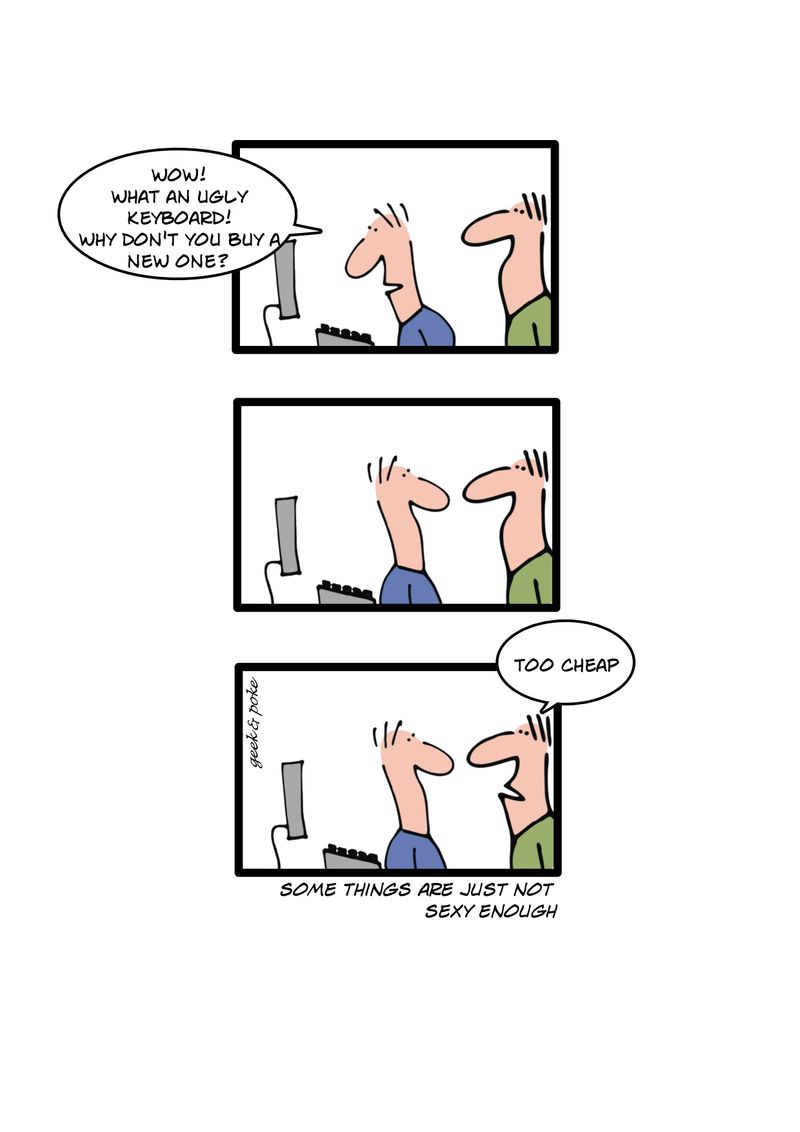 WOW!
WHAT AN UGLY
KEYBOARD!
WHY DON'T YOU BUY A
NEW ONE?
TOO CHEAP
geek & poke
SOME THINGS ARE JUST NOT
SEXY ENOUGH